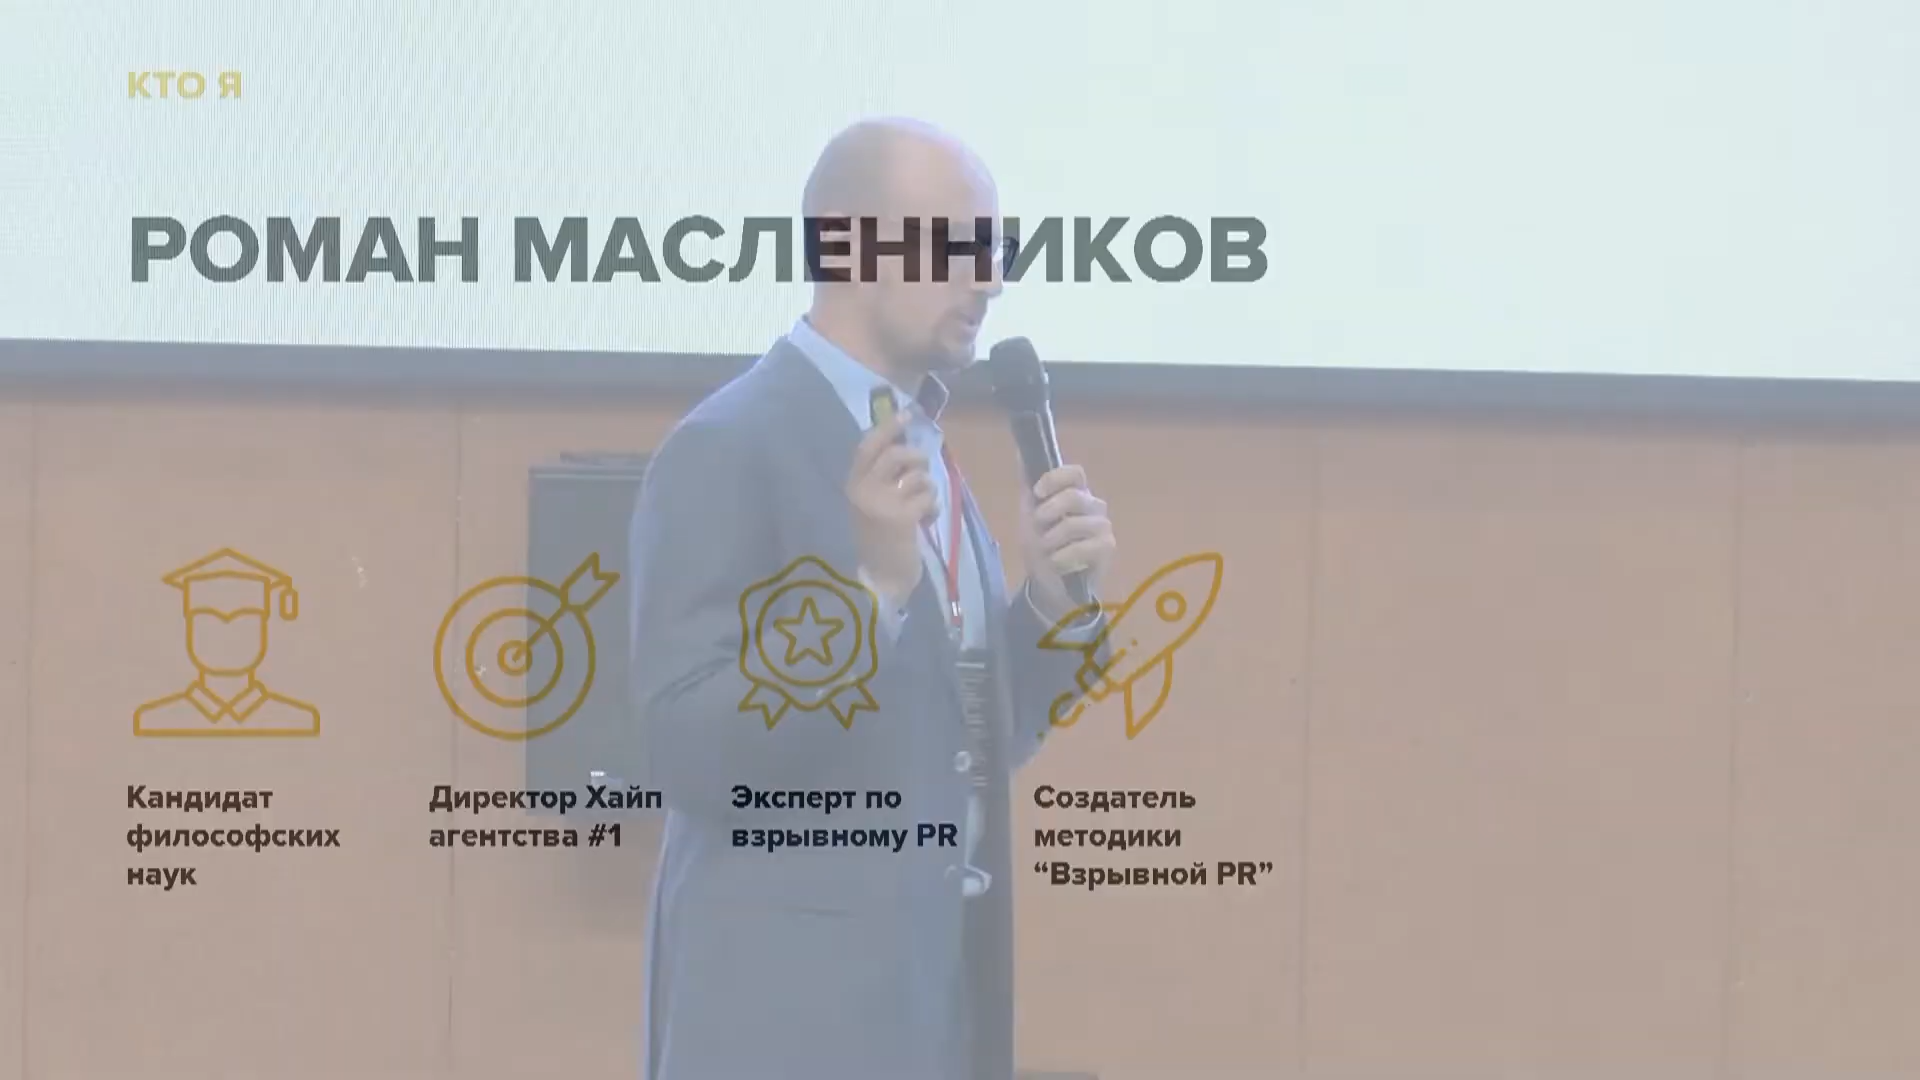 КТО Я
РОМАН МАСЛЕННИКОВ
Кандидат
философских
наук
Директор Хайп
агентства #1
Эксперт по
взрывному PR
Создатель
методики
“Взрывной PR”